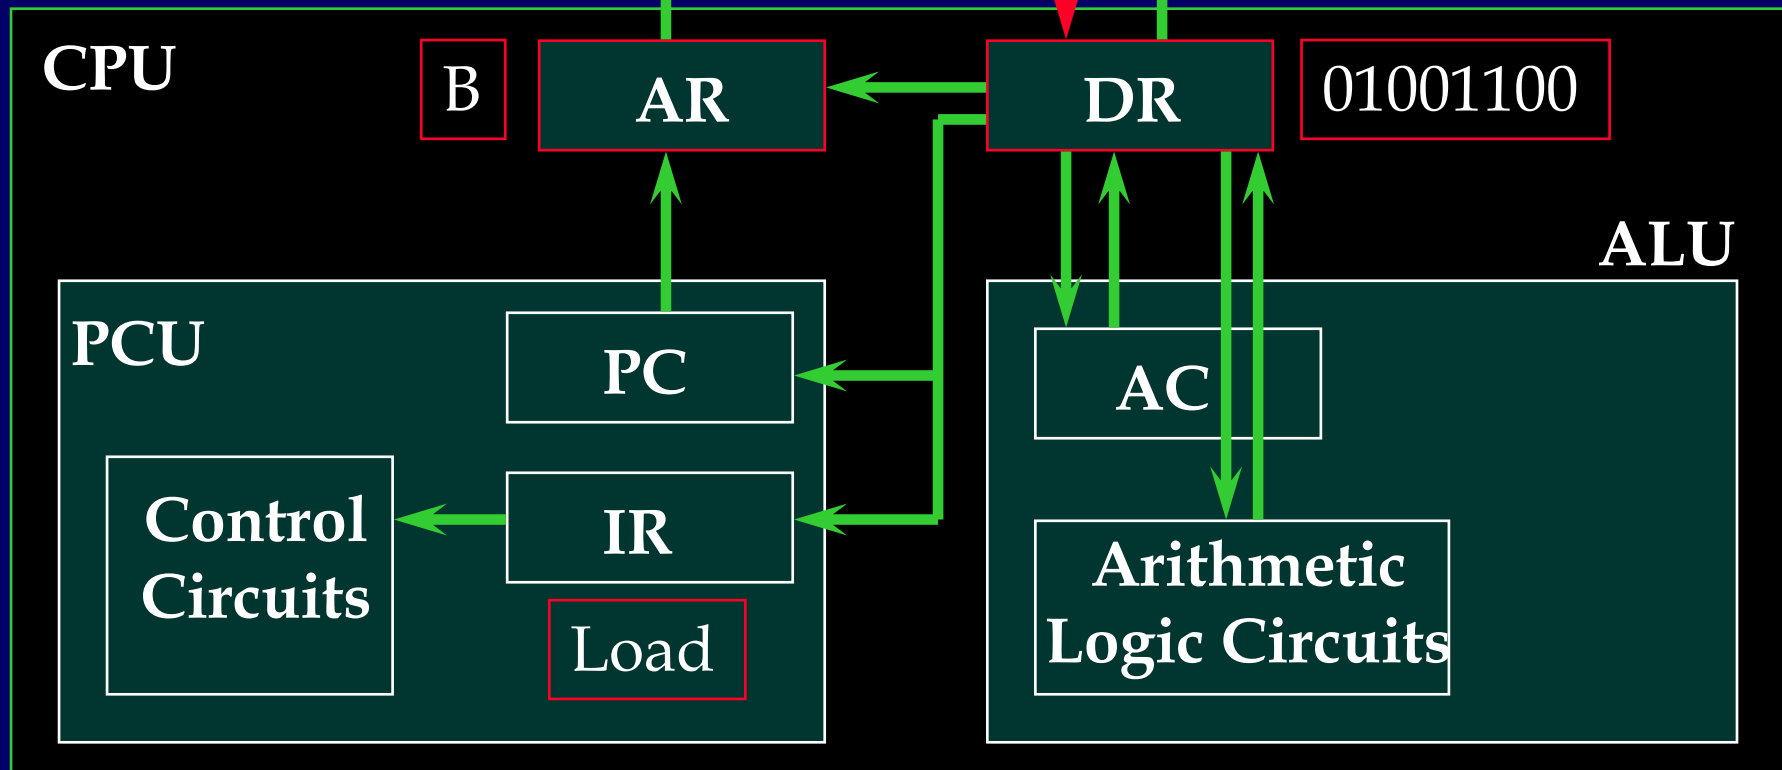 CPU
B
AR
DR
01001100
ALU
PCU
PC
AC
Control
Circuits
IR
Load
Arithmetic
Logic Circuits